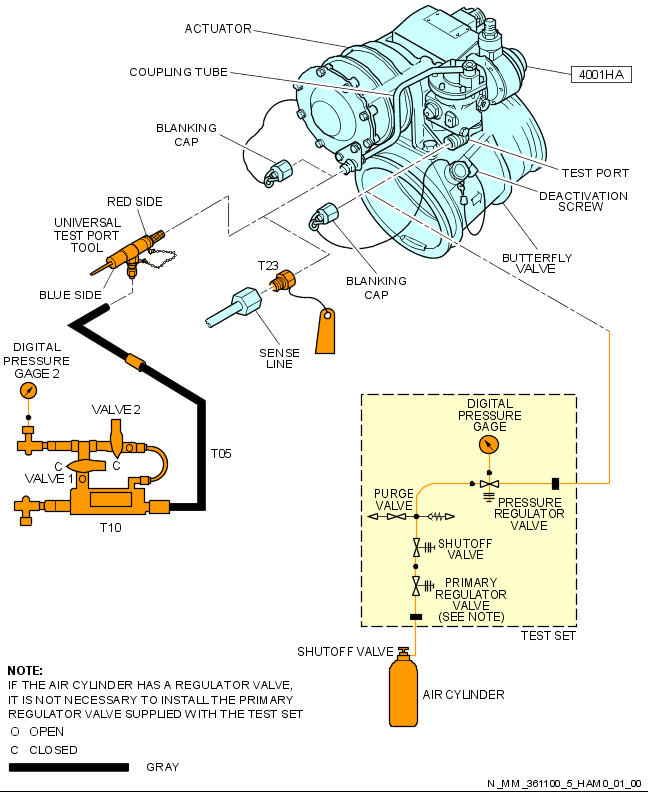 ACTUATOR
COUPLING TUBE
4001HA
BLANKING
CAP
TEST PORT
DEACTIVATION
SCREW
RED SIDE
UNIVERSAL
TEST PORT
TOOL
BUTTERFLY
VALVE
BLUE SIDE
T23
BLANKING
CAP
SENSE
LINE
DIGITAL
PRESSURE
GAGE 2
VALVE 2
DIGITAL
PRESSURE
GAGE
C
C
VALVE 1
O
O
T05
T10
PURGE
VALVE
PRESSURE
REGULATOR
VALVE
SHUTOFF
VALVE
PRIMARY
REGULATOR
VALVE
(SEE NOTE)
TEST SET
SHUTOFF VALVE
AIR CYLINDER
NOTE:
IF THE AIR CYLINDER HAS A REGULATOR VALVE,
IT IS NOT NECESSARY TO INSTALL THE PRIMARY
REGULATOR VALVE SUPPLIED WITH THE TEST SET
O OPEN
C CLOSED
GRAY
N_MM_361100_5_HAM0_01_00